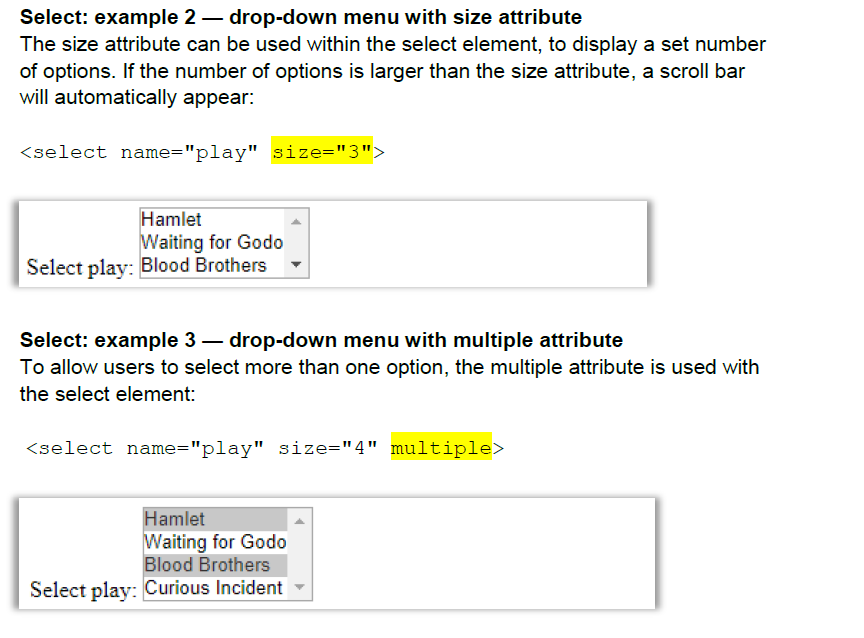 Select: example 2 — drop-down menu with size attribute
The size attribute can be used within the select element, to display a set number
of options. If the number of options is larger than the size attribute, a scroll bar
will automatically appear:
<select name="play" size="3">
Hamlet
Waiting for Godo
Select play: Blood Brothers
Select: example 3 — drop-down menu with multiple attribute
To allow users to select more than one option, the multiple attribute is used with
the select element:
<select name="play" size="4" multiple>
Hamlet
Waiting for Godo
Blood Brothers
Select play: Curious Incident